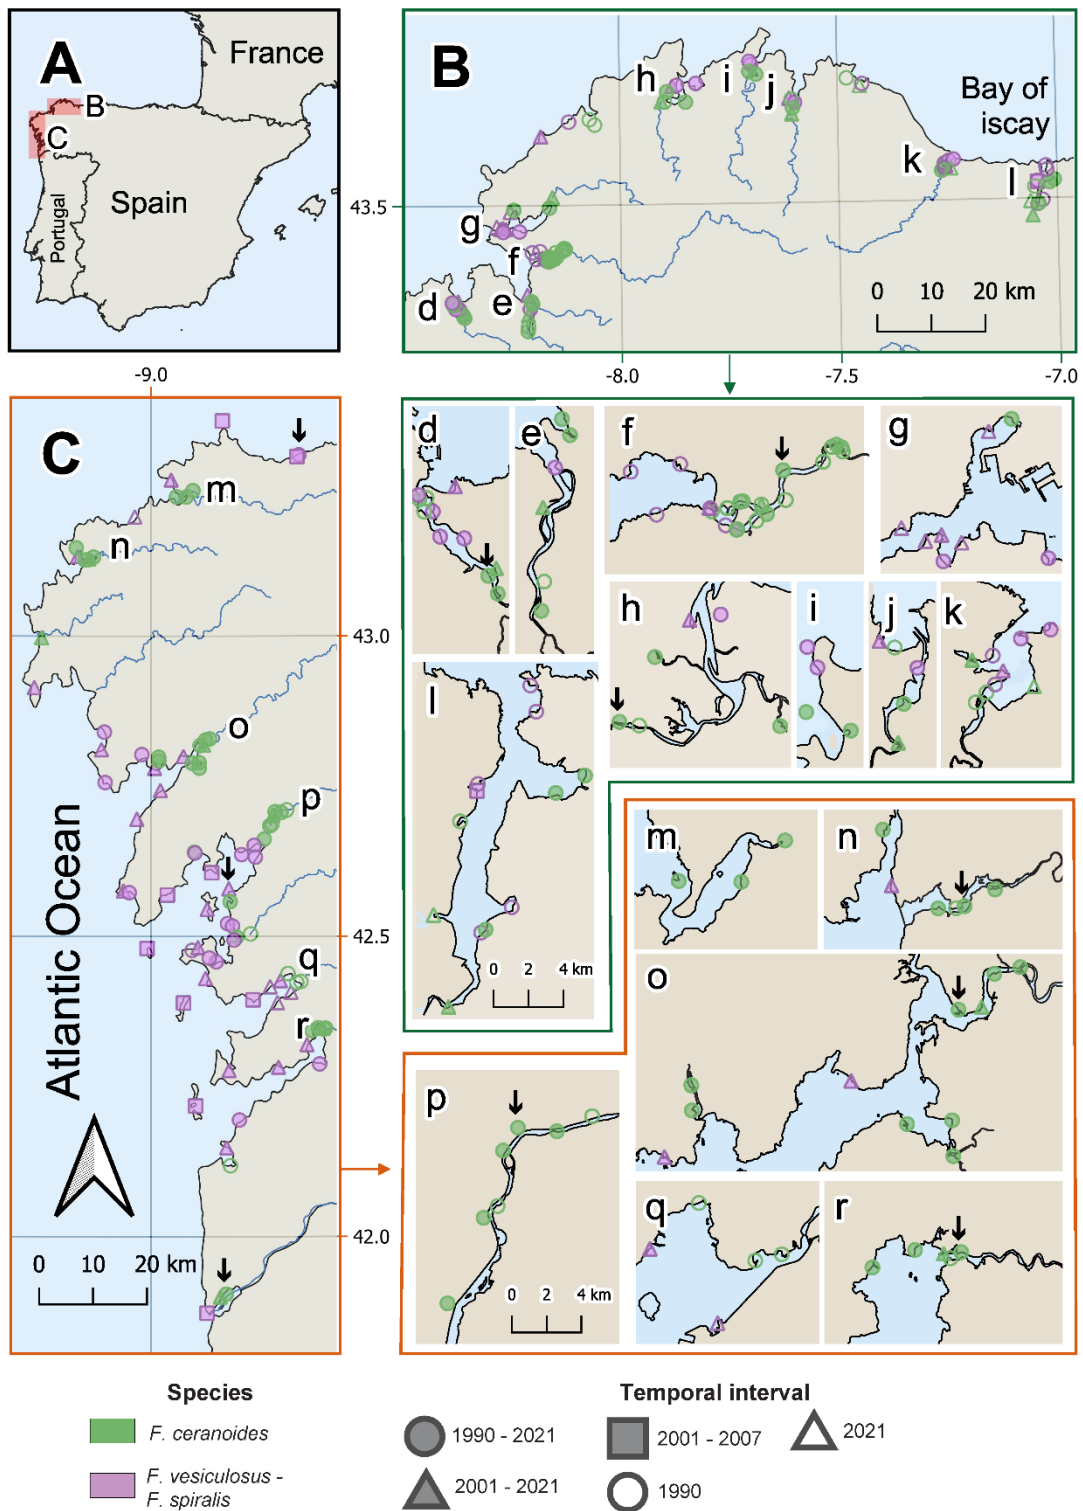 A
France
B
C
Portugal
Spain
B
h
i
j
Bay of
iscay
k
l
43.5
g
f
d
e
0 10 20 km
-9.0
-8.0
-7.5
-7.0
C
m
n
43.0
o
p
Atlantic Ocean
42.5
q
r
42.0
0 10 20 km
d
e
f
g
h
i
j
k
l
0 2 4 km
m
n
o
p
0 2 4 km
q
r
Species
F. ceranoides
F. vesiculosus -
F. spiralis
Temporal interval
1990 - 2021
2001 - 2007
2021
2001 - 2021
1990